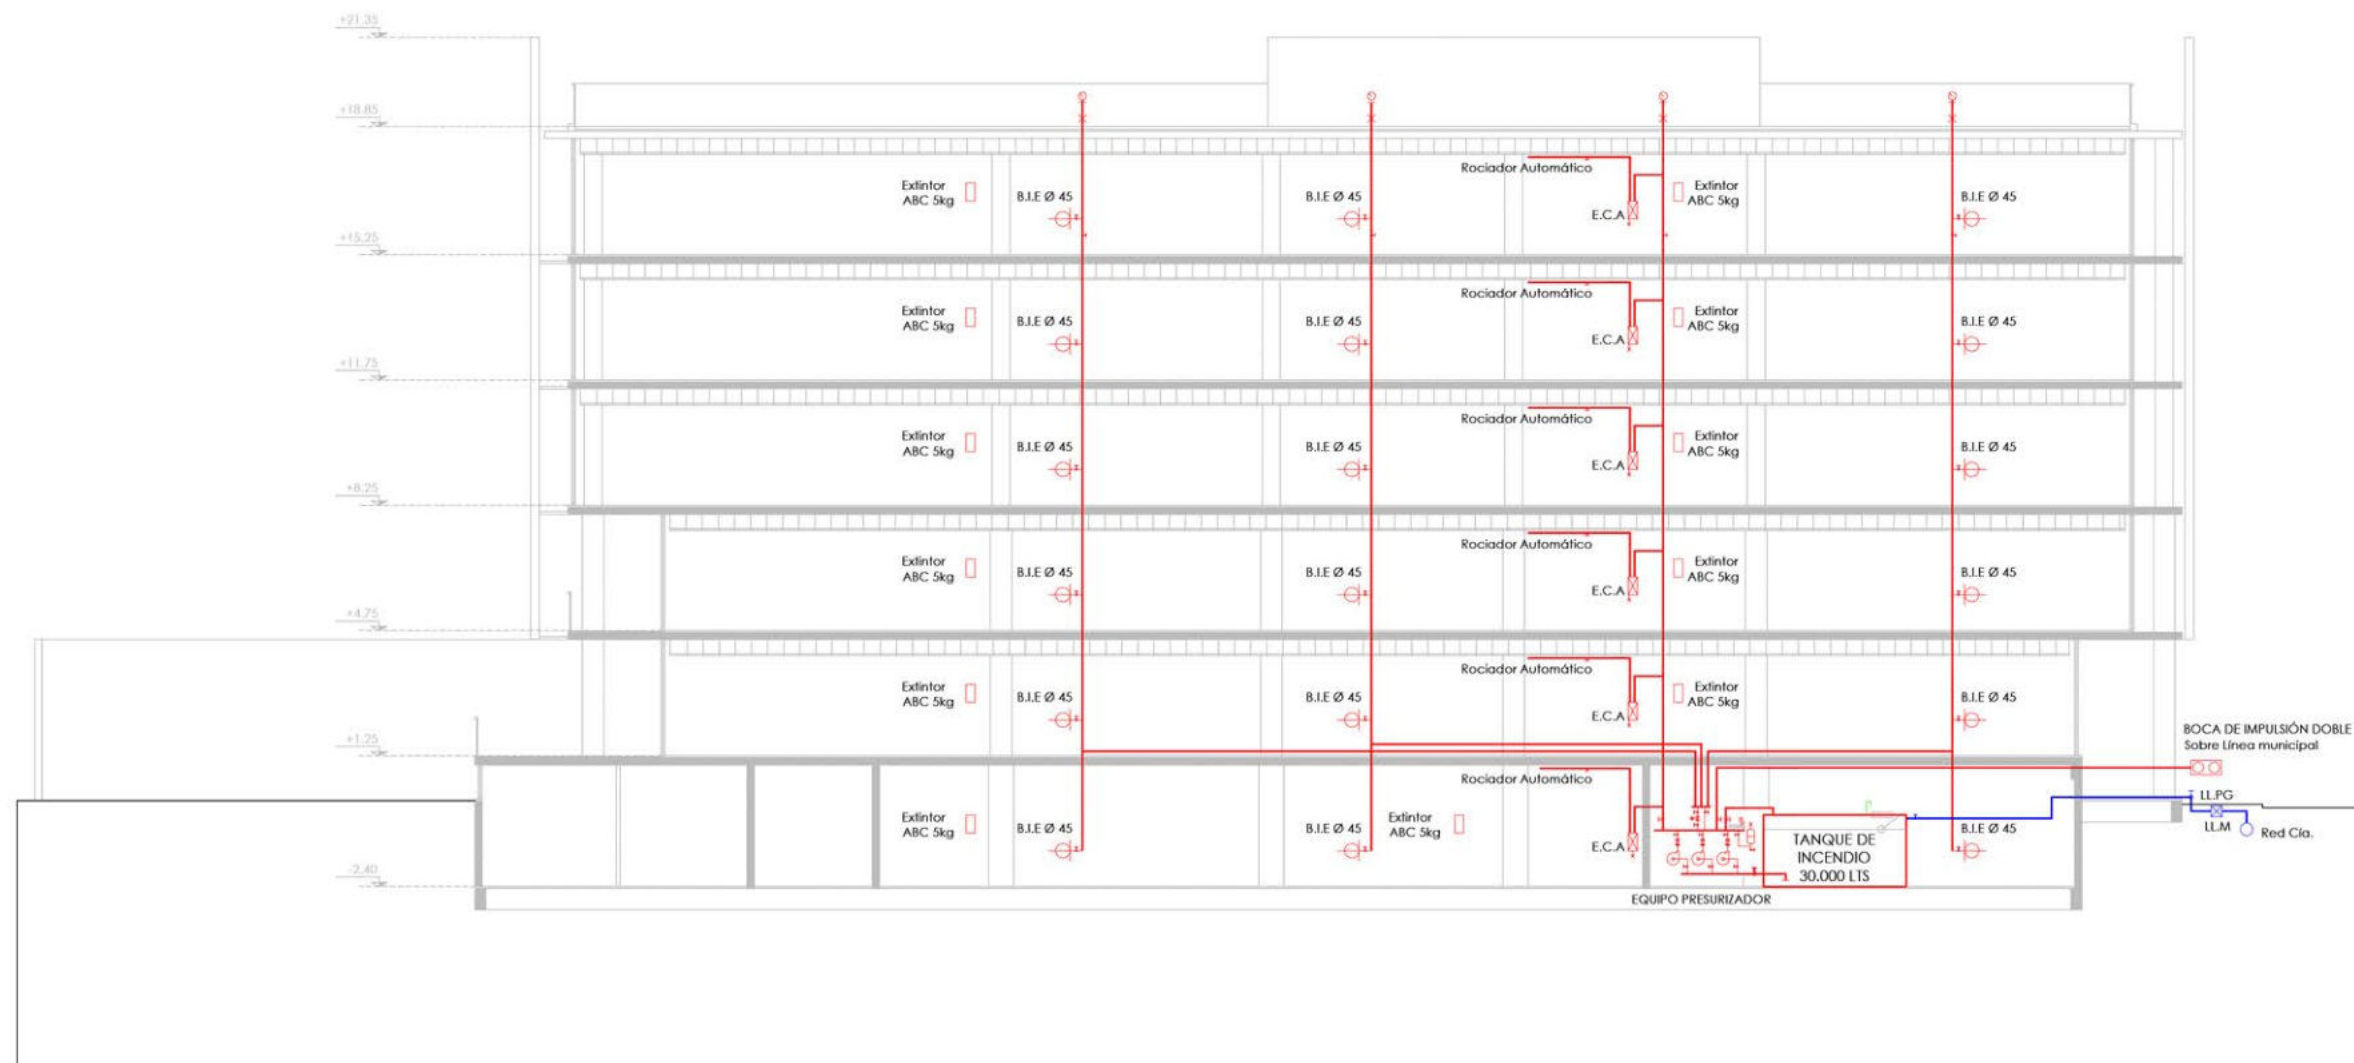 +21.35
+18.85
Rociador Automático
Extintor
ABC 5kg
B.I.E Ø 45
B.I.E Ø 45
E.C.A
Extintor
ABC 5kg
B.I.E Ø 45
+15.25
Rociador Automático
Extintor
ABC 5kg
B.I.E Ø 45
B.I.E Ø 45
E.C.A
Extintor
ABC 5kg
B.I.E Ø 45
+11.75
Rociador Automático
Extintor
ABC 5kg
B.I.E Ø 45
B.I.E Ø 45
E.C.A
Extintor
ABC 5kg
B.I.E Ø 45
+8.25
Rociador Automático
Extintor
ABC 5kg
B.I.E Ø 45
B.I.E Ø 45
E.C.A
Extintor
ABC 5kg
B.I.E Ø 45
+4.75
Rociador Automático
Extintor
ABC 5kg
B.I.E Ø 45
B.I.E Ø 45
E.C.A
Extintor
ABC 5kg
B.I.E Ø 45
+1.25
BOCA DE IMPULSIÓN DOBLE
Sobre Línea municipal
Rociador Automático
Extintor
ABC 5kg
B.I.E Ø 45
B.I.E Ø 45
Extintor
ABC 5kg
E.C.A
TANQUE DE
INCENDIO
30.000 LTS
B.I.E Ø 45
LL.PG
LL.M
Red Cía.
-2.40
EQUIPO PRESURIZADOR